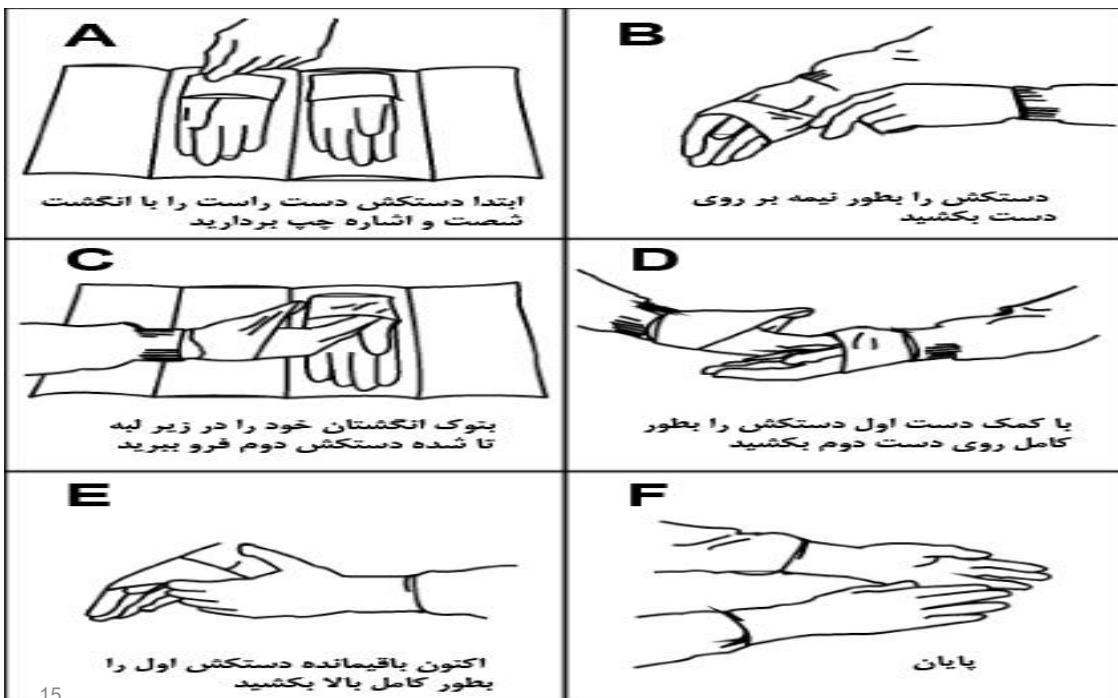 A
ابتدا دستکش دست راست را با انگشت
شصت و اشاره چپ بردارید
B
دستکش را بطور نیمه بر روی
دست بکشید
C
بنوک انگشتان خود را در زیر لبه
تا شده دستکش دوم فرو ببرید
D
با کمک دست اول دستکش را بطور
کامل روی دست دوم بکشید
E
اکنون باقیمانده دستکش اول را
بطور کامل بالا بکشید
F
پایان
15